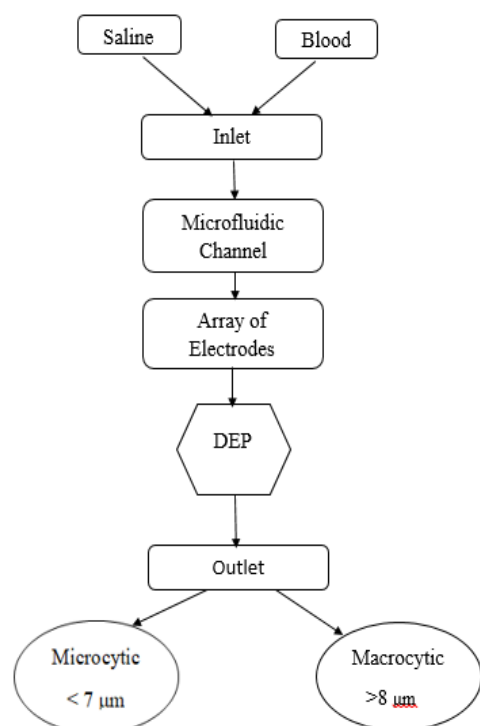 Saline
Blood
Inlet
Microfluidic
Channel
Array of
Electrodes
DEP
Outlet
Microcytic
< 7 μm
Macrocytic
>8 μm